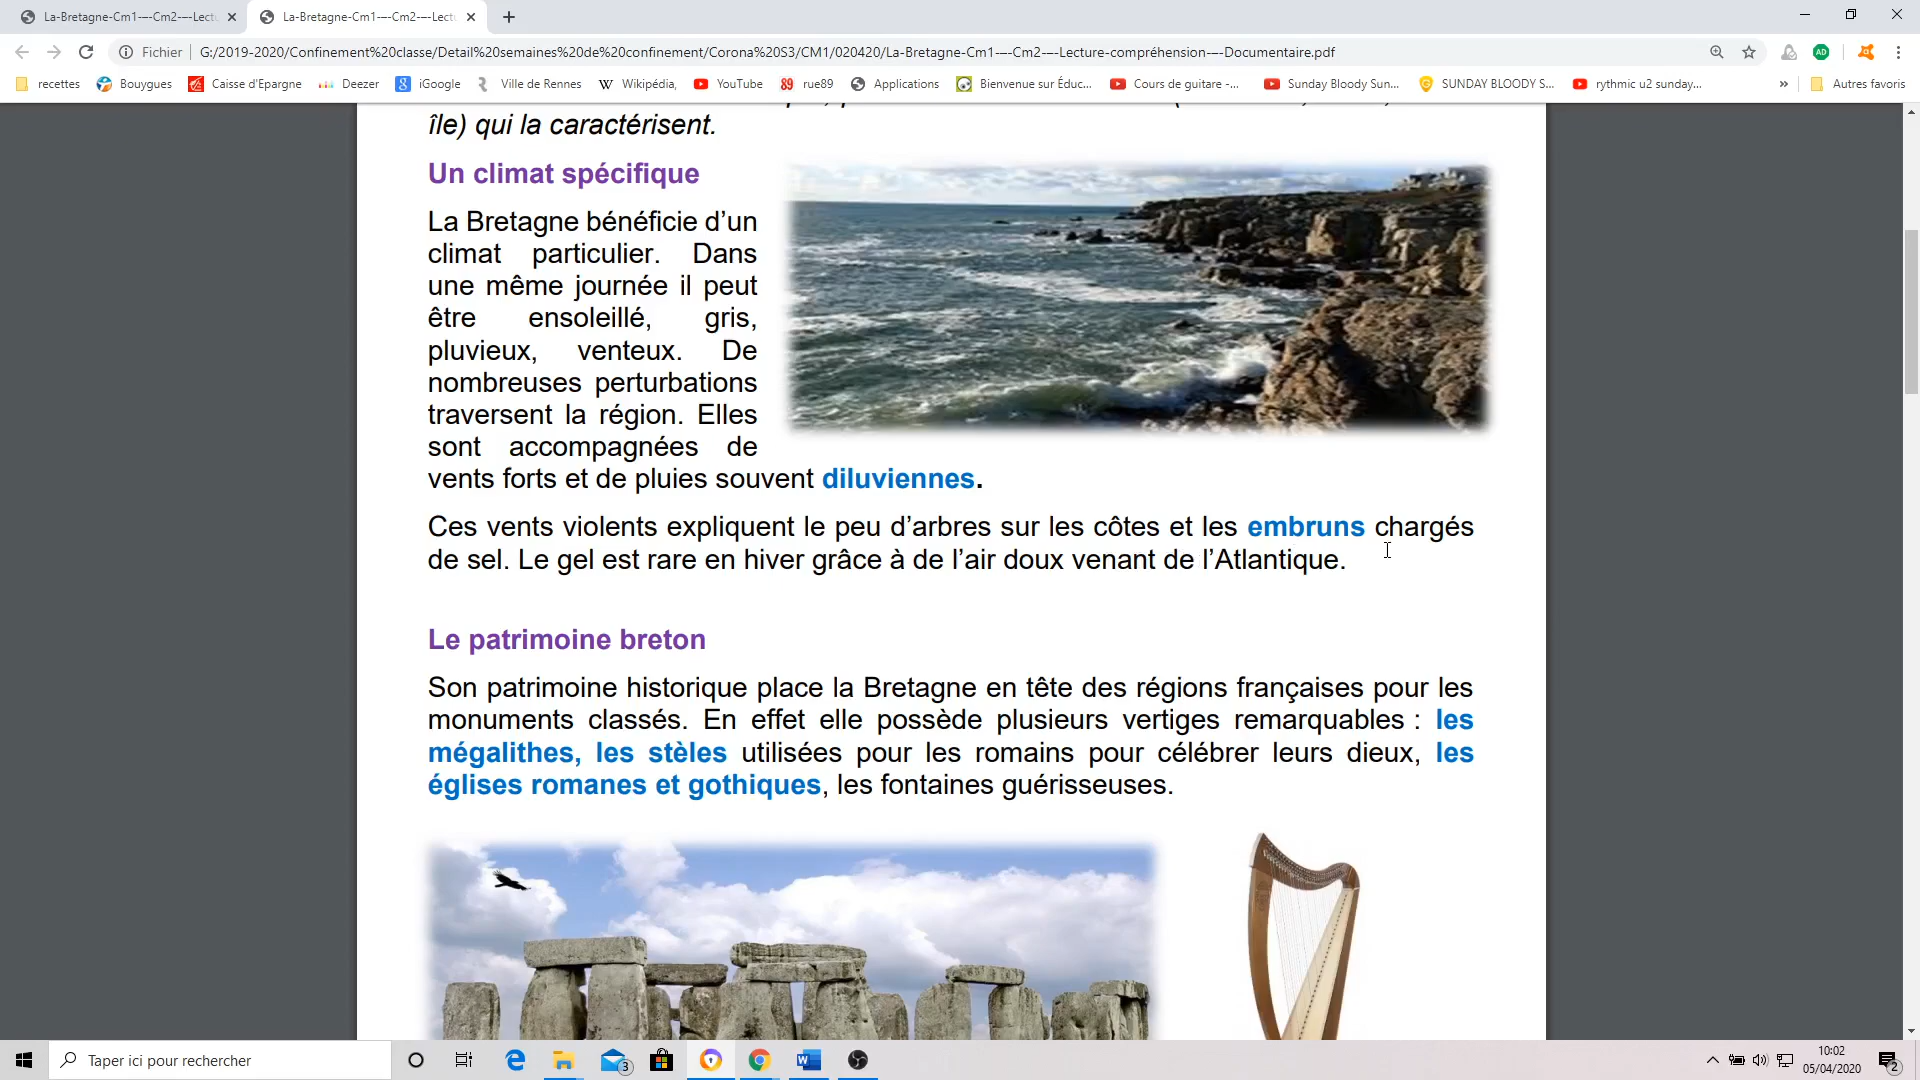 La-Bretagne-Cm1-–-Cm2-–-Lectu
La-Bretagne-Cm1-–-Cm2-–-Lectu
Fichier
G:/2019-2020/Confinement%20classe/Detail%20semaines%20de%20confinement/Corona%20S3/CM1/020420/La-Bretagne-Cm1-–-Cm2-–-Lecture-compréhension-–-Documentaire.pdf
recettes Bouygues Caisse d'Epargne Deezer iGoogle Ville de Rennes Wikipédia, YouTube rue89 Applications Bienvenue sur Éduc... Cours de guitare -... Sunday Bloody Sun... SUNDAY BLOODY S... rythmic u2 sunday... » Autres favoris
île) qui la caractérisent.
Un climat spécifique
La Bretagne bénéficie d’un
climat particulier. Dans
une même journée il peut
être ensoleillé, gris,
pluvieux, venteux. De
nombreuses perturbations
traversent la région. Elles
sont accompagnées de
vents forts et de pluies souvent diluviennes.
Ces vents violents expliquent le peu d’arbres sur les côtes et les embruns chargés
de sel. Le gel est rare en hiver grâce à de l’air doux venant de l’Atlantique.
Le patrimoine breton
Son patrimoine historique place la Bretagne en tête des régions françaises pour les
monuments classés. En effet elle possède plusieurs vertiges remarquables : les
mégalithes, les stèles utilisées pour les romains pour célébrer leurs dieux, les
églises romanes et gothiques, les fontaines guérisseuses.
Taper ici pour rechercher
3
10:02
05/04/2020
2